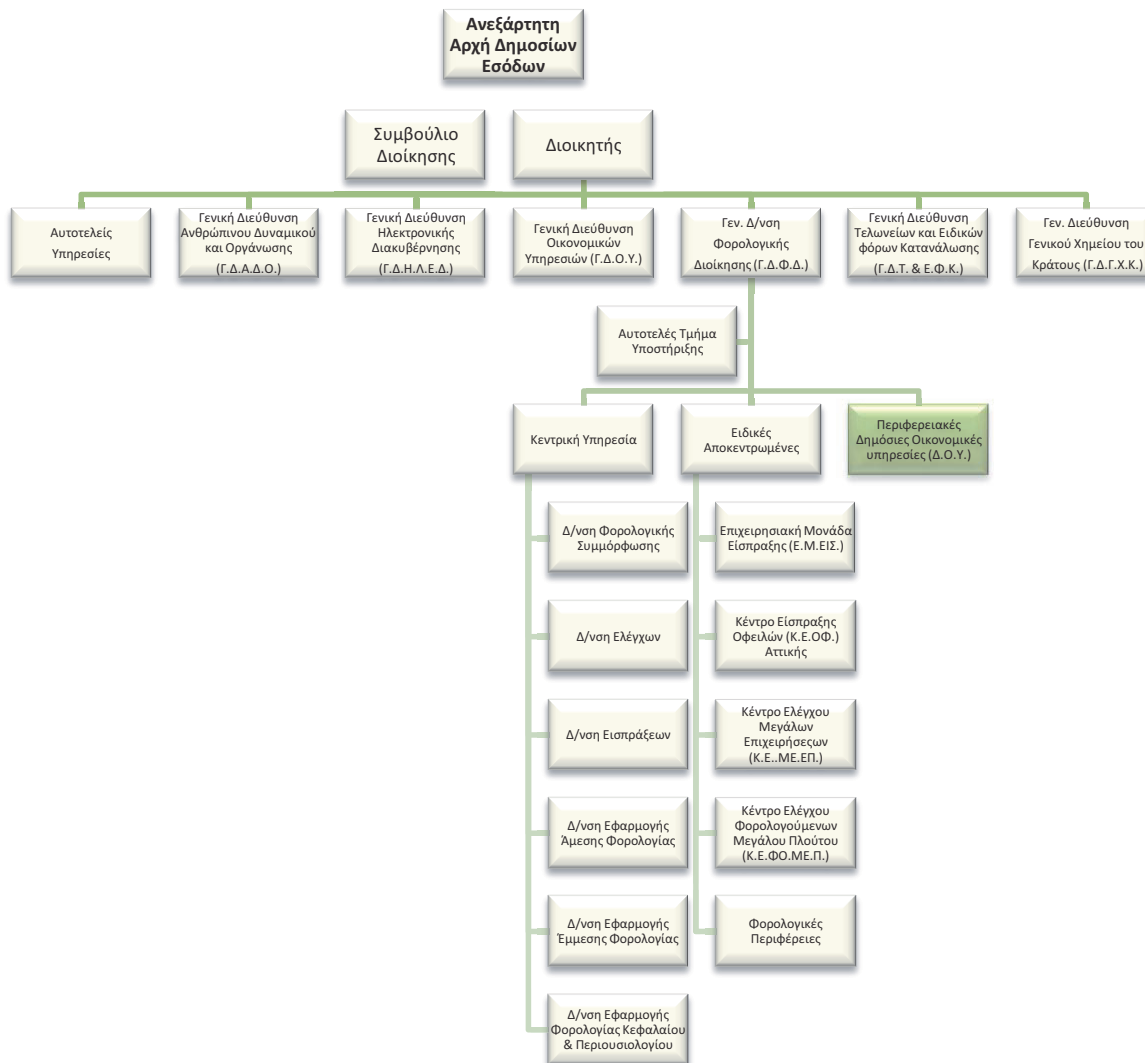 Ανεξάρτητη
Αρχή Δημοσίων
Εσόδων
Συμβούλιο
Διοίκησης
Διοικητής
Αυτοτελείς
Υπηρεσίες
Γενική Διεύθυνση
Ανθρώπινου Δυναμικού
και Οργάνωσης
(Γ.Δ.Α.Δ.Ο.)
Γενική Διεύθυνση
Ηλεκτρονικής
Διακυβέρνησης
(Γ.Δ.Η.Λ.Ε.Δ.)
Γενική Διεύθυνση
Οικονομικών
Υπηρεσιών (Γ.Δ.Ο.Υ.)
Γεν. Δ/νση
Φορολογικής
Διοίκησης (Γ.Δ.Φ.Δ.)
Γενική Διεύθυνση
Τελωνείων και Ειδικών
φόρων Κατανάλωσης
(Γ.Δ.Τ. & Ε.Φ.Κ.)
Γεν. Διεύθυνση
Γενικού Χημείου του
Κράτους (Γ.Δ.Γ.Χ.Κ.)
Αυτοτελές Τμήμα
Υποστήριξης
Κεντρική Υπηρεσία
Ειδικές
Αποκεντρωμένες
Περιφερειακές
Δημόσιες Οικονομικές
υπηρεσίες (Δ.Ο.Υ.)
Δ/νση Φορολογικής
Συμμόρφωσης
Δ/νση Ελέγχων
Δ/νση Εισπράξεων
Δ/νση Εφαρμογής
Άμεσης Φορολογίας
Δ/νση Εφαρμογής
Έμμεσης Φορολογίας
Δ/νση Εφαρμογής
Φορολογίας Κεφαλαίου
& Περιουσιολογίου
Επιχειρησιακή Μονάδα
Είσπραξης (Ε.Μ.ΕΙΣ.)
Κέντρο Είσπραξης
Οφειλών (Κ.Ε.ΟΦ.)
Αττικής
Κέντρο Ελέγχου
Μεγάλων
Επιχειρήσεςων
(Κ.Ε..ΜΕ.ΕΠ.)
Κέντρο Ελέγχου
Φορολογούμενων
Μεγάλου Πλούτου
(Κ.Ε.ΦΟ.ΜΕ.Π.)
Φορολογικές
Περιφέρειες